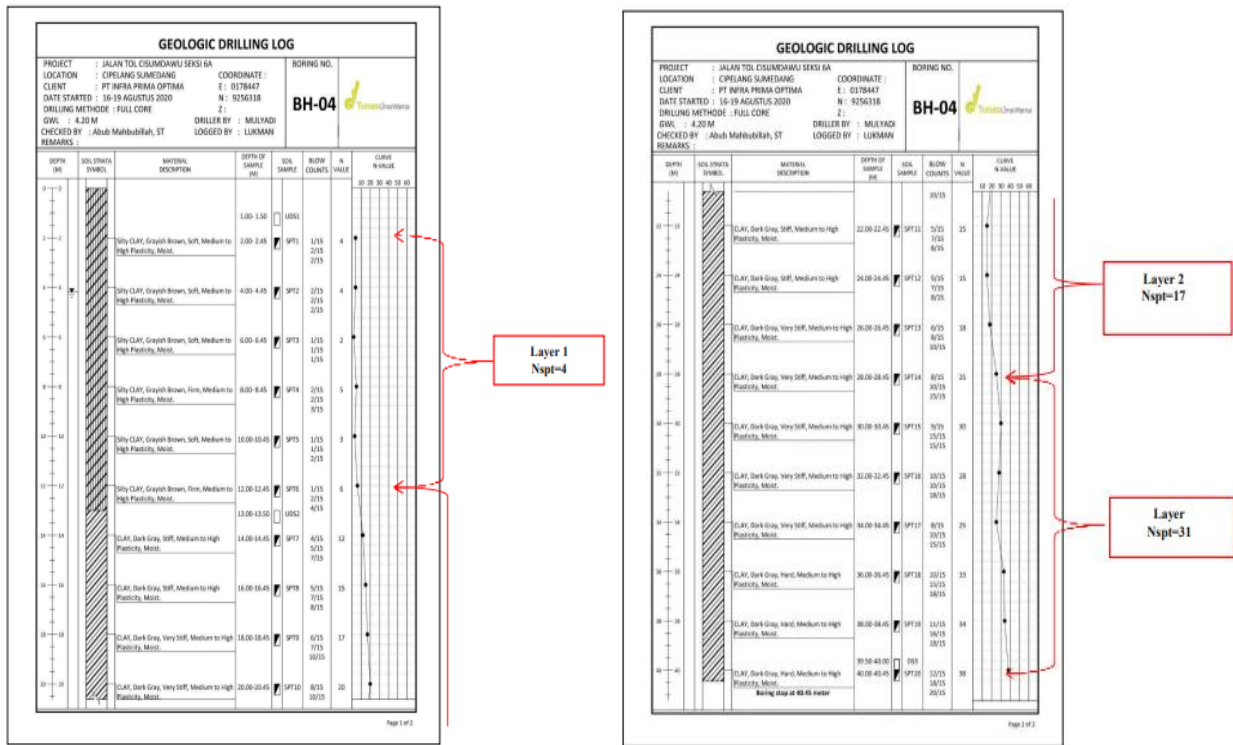 GEOLOGIC DRILLING LOG
PROJECT : JALAN TOL CISUMDAWU SEKSI 6A
LOCATION : CIPELANG SUMEDANG COORDINATE :
CLIENT : PT INFRA PRIMA OPTIMA E : 0178447
DATE STARTED : 16-19 AGUSTUS 2020 N : 9256318
DRILLING METHODE : FULL CORE Z :
GWL : 4.20 M DRILLER BY : MULYADI
CHECKED BY : Abub Mahbubillah, ST LOGGED BY : LUKMAN
REMARKS :
BORING NO.
BH-04
DEPTH (M) SOIL STRATA SYMBOL MATERIAL DESCRIPTION DEPTH OF SAMPLE (M) SOIL SAMPLE BLOW COUNTS N VALUE CURVE N-VALUE
10 20 30 40 50 60
1.00- 1.50 UDS1
Silty CLAY, Grayish Brown, Soft, Medium to 2.00- 2.45 SPT1 1/15 4
High Plasticity, Moist. 2/15
2/15
Silty CLAY, Grayish Brown, Soft, Medium to 4.00- 4.45 SPT2 2/15 4
High Plasticity, Moist. 2/15
2/15
Silty CLAY, Grayish Brown, Soft, Medium to 6.00- 6.45 SPT3 1/15 2
High Plasticity, Moist. 1/15
1/15
Silty CLAY, Grayish Brown, Firm, Medium to 8.00- 8.45 SPT4 2/15 5
High Plasticity, Moist. 2/15
3/15
Silty CLAY, Grayish Brown, Soft, Medium to 10.00-10.45 SPT5 1/15 3
High Plasticity, Moist. 1/15
2/15
Silty CLAY, Grayish Brown, Firm, Medium to 12.00-12.45 SPT6 1/15 6
High Plasticity, Moist. 2/15
4/15
13.00-13.50 UDS2
CLAY, Dark Gray, Stiff, Medium to High 14.00-14.45 SPT7 4/15 12
Plasticity, Moist. 5/15
7/15
CLAY, Dark Gray, Stiff, Medium to High 16.00-16.45 SPT8 5/15 15
Plasticity, Moist. 7/15
8/15
CLAY, Dark Gray, Very Stiff, Medium to High 18.00-18.45 SPT9 6/15 17
Plasticity, Moist. 7/15
10/15
CLAY, Dark Gray, Very Stiff, Medium to High 20.00-20.45 SPT10 8/15 20
Plasticity, Moist. 10/15
Page 1 of 2
Layer 1
Nspt=4
GEOLOGIC DRILLING LOG
PROJECT : JALAN TOL CISUMDAWU SEKSI 6A
LOCATION : CIPELANG SUMEDANG COORDINATE :
CLIENT : PT INFRA PRIMA OPTIMA E : 0178447
DATE STARTED : 16-19 AGUSTUS 2020 N : 9256318
DRILLING METHODE : FULL CORE Z :
GWL : 4.20 M DRILLER BY : MULYADI
CHECKED BY : Abub Mahbubillah, ST LOGGED BY : LUKMAN
REMARKS :
BORING NO.
BH-04
DEPTH (M) SOIL STRATA SYMBOL MATERIAL DESCRIPTION DEPTH OF SAMPLE (M) SOIL SAMPLE BLOW COUNTS N VALUE CURVE N-VALUE
10 20 30 40 50 60
10/15
CLAY, Dark Gray, Stiff, Medium to High 22.00-22.45 SPT11 5/15 15
Plasticity, Moist. 7/15
8/15
CLAY, Dark Gray, Stiff, Medium to High 24.00-24.45 SPT12 5/15 15
Plasticity, Moist. 7/15
8/15
CLAY, Dark Gray, Very Stiff, Medium to High 26.00-26.45 SPT13 6/15 18
Plasticity, Moist. 8/15
10/15
CLAY, Dark Gray, Very Stiff, Medium to High 28.00-28.45 SPT14 8/15 25
Plasticity, Moist. 10/15
15/15
CLAY, Dark Gray, Very Stiff, Medium to High 30.00-30.45 SPT15 9/15 30
Plasticity, Moist. 15/15
15/15
CLAY, Dark Gray, Very Stiff, Medium to High 32.00-32.45 SPT16 10/15 28
Plasticity, Moist. 10/15
18/15
CLAY, Dark Gray, Very Stiff, Medium to High 34.00-34.45 SPT17 8/15 25
Plasticity, Moist. 10/15
15/15
CLAY, Dark Gray, Hard, Medium to High 36.00-36.45 SPT18 10/15 33
Plasticity, Moist. 15/15
18/15
CLAY, Dark Gray, Hard, Medium to High 38.00-38.45 SPT19 11/15 34
Plasticity, Moist. 16/15
18/15
39.50-40.00 DS3
CLAY, Dark Gray, Hard, Medium to High 40.00-40.45 SPT20 12/15 38
Plasticity, Moist. 18/15
Boring stop at 40.45 meter 20/15
Page 2 of 2
Layer 2
Nspt=17
Layer
Nspt=31